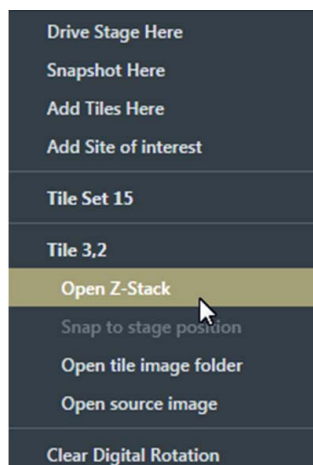 Drive Stage Here
Snapshot Here
Add Tiles Here
Add Site of interest
Tile Set 15
Tile 3,2
Open Z-Stack
Snap to stage position
Open tile image folder
Open source image
Clear Digital Rotation